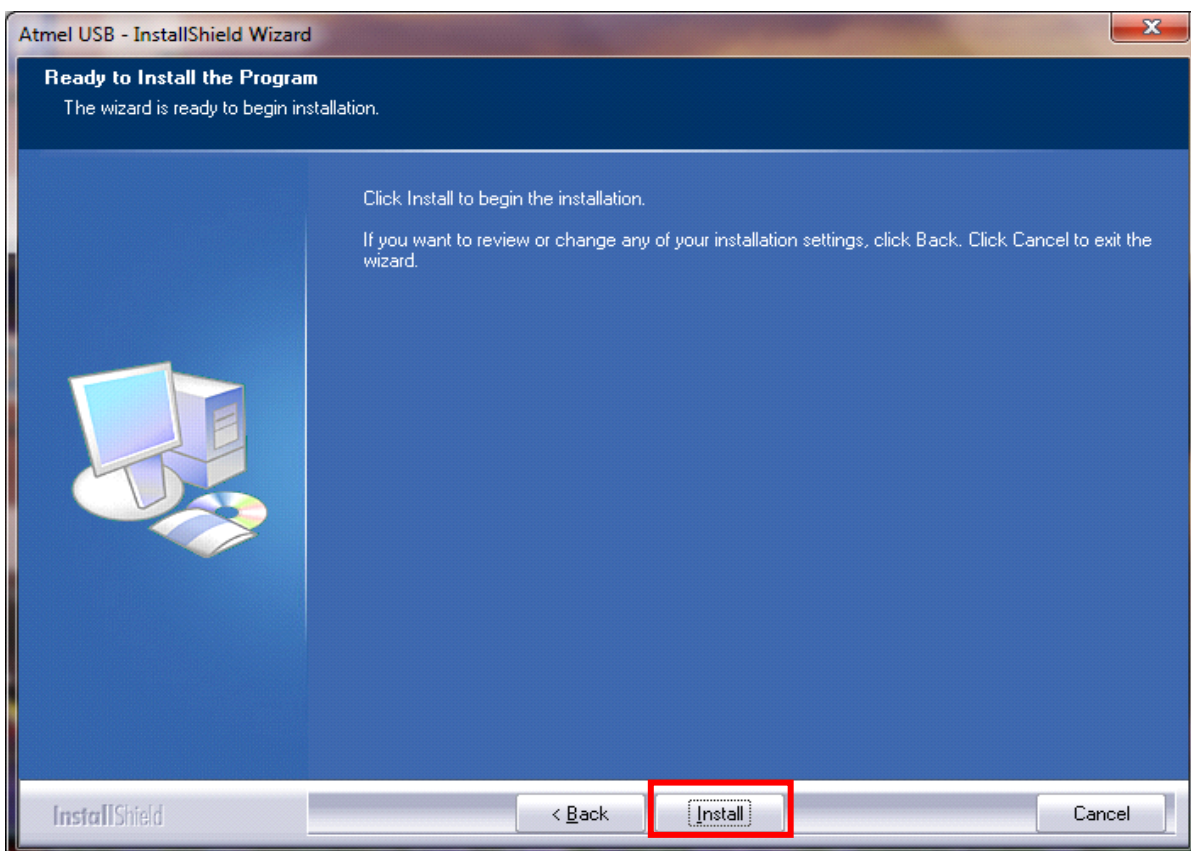 Atmel USB - InstallShield Wizard
Ready to Install the Program
The wizard is ready to begin installation.
Click Install to begin the installation.
If you want to review or change any of your installation settings, click Back. Click Cancel to exit the
wizard.
InstallShield
< Back
Install
Cancel